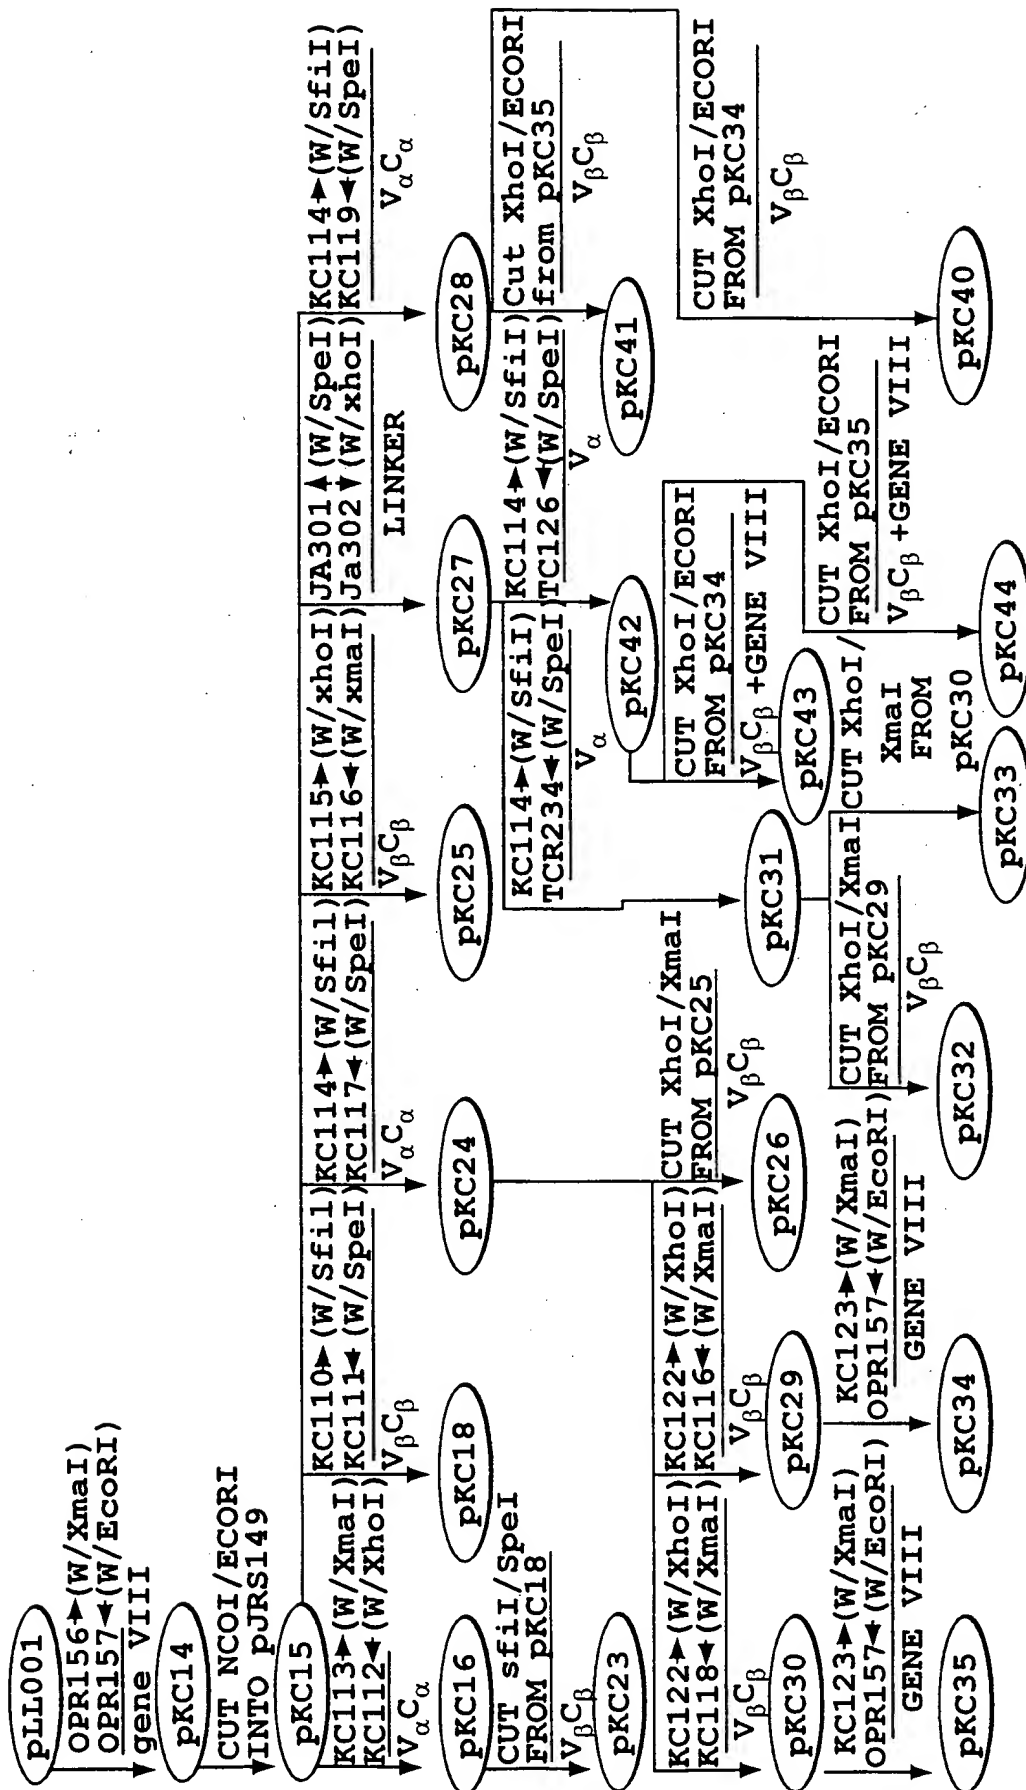 pLL001
OPR156→(W/XmaI)
OPR157←(W/EcoRI)
gene VIII
pKC14
CUT NCOI/ECORI
INTO pJRS149
pKC15
KC113→(W/XmaI)
KC112←(W/XhoI)
VαCα
pKC16
CUT sfiI/SpeI
FROM pKC18
VβCβ
pKC23
KC110→(W/Sfil)
KC111←(W/SpeI)
VβCβ
pKC18
KC114→(W/Sfil)
KC117←(W/SpeI)
VαCα
pKC24
KC115→(W/xhoI)
KC116←(W/xmaI)
VβCβ
pKC25
JA301→(W/SpeI)
Ja302←(W/xhoI)
LINKER
pKC27
KC114→(W/SfiI)
KC119←(W/SpeI)
VαCα
pKC28
KC122→(W/XhoI)
KC118←(W/XmaI)
VβCβ
pKC30
KC123→(W/XmaI)
OPR157←(W/EcoRI)
GENE VIII
pKC35
KC122→(W/XhoI)
KC116←(W/XmaI)
VβCβ
pKC29
KC123→(W/XmaI)
OPR157←(W/EcoRI)
GENE VIII
pKC34
CUT XhoI/XmaI
FROM pKC25
VβCβ
pKC26
KC114→(W/SfiI)
TCR234←(W/SpeI)
Vα
pKC31
CUT XhoI/XmaI
FROM pKC29
VβCβ
pKC32
CUT XhoI/
XmaI
FROM
pKC30
pKC33
KC114→(W/SfiI)
TC126←(W/SpeI)
Vα
pKC42
CUT XhoI/ECORI
FROM pKC34
VβCβ+GENE VIII
pKC43
CUT XhoI/ECORI
FROM pKC35
VβCβ+GENE VIII
pKC44
Cut XhoI/ECORI
from pKC35
VβCβ
pKC41
CUT XhoI/ECORI
FROM pKC34
VβCβ
pKC40